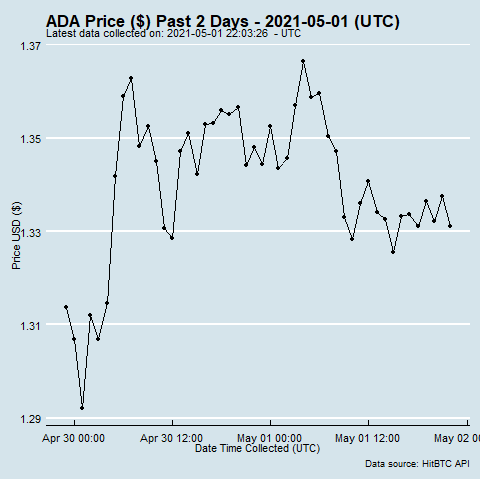 ADA Price ($) Past 2 Days - 2021-05-01 (UTC)
Latest data collected on: 2021-05-01 22:03:26 - UTC
1.37
1.35
1.33
1.31
1.29
Price USD ($)
Apr 30 00:00
Apr 30 12:00
May 01 00:00
May 01 12:00
May 02 0
Date Time Collected (UTC)
Data source: HitBTC API